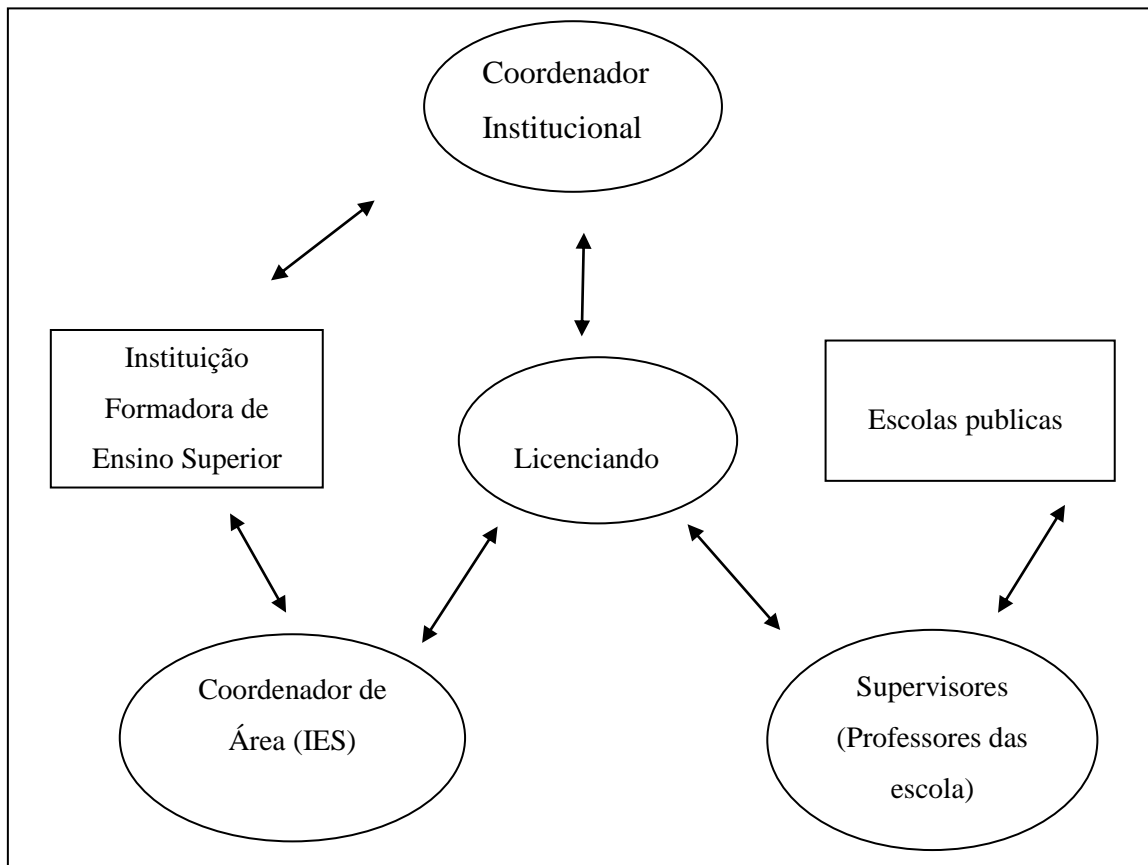 Coordenador
Institucional
Instituição
Formadora de
Ensino Superior
Licenciando
Escolas publicas
Coordenador de
Área (IES)
Supervisores
(Professores das
escola)